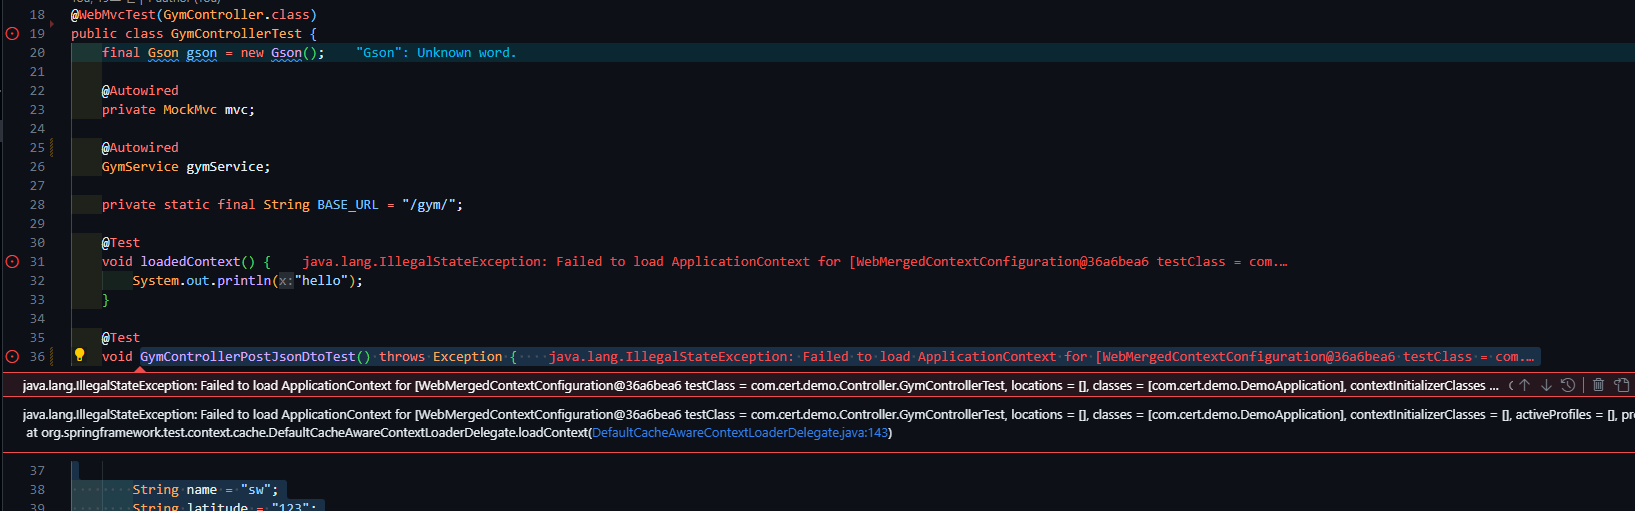 18 @WebMvcTest(GymController.class)
19 public class GymControllerTest {
20 final Gson gson = new Gson(); "Gson": Unknown word.
21
22 @Autowired
23 private MockMvc mvc;
24
25 @Autowired
26 GymService gymService;
27
28 private static final String BASE_URL = "/gym/";
29
30 @Test
31 void loadedContext() { java.lang.IllegalStateException: Failed to load ApplicationContext for [WebMergedContextConfiguration@36a6bea6 testClass = com.…
32 System.out.println(x:"hello");
33 }
34
35 @Test
36 void GymControllerPostJsonDtoTest() throws Exception { java.lang.IllegalStateException: Failed to load ApplicationContext for [WebMergedContextConfiguration@36a6bea6 testClass = com.…
java.lang.IllegalStateException: Failed to load ApplicationContext for [WebMergedContextConfiguration@36a6bea6 testClass = com.cert.demo.Controller.GymControllerTest, locations = [], classes = [com.cert.demo.DemoApplication], contextInitializerClasses ...
java.lang.IllegalStateException: Failed to load ApplicationContext for [WebMergedContextConfiguration@36a6bea6 testClass = com.cert.demo.Controller.GymControllerTest, locations = [], classes = [com.cert.demo.DemoApplication], contextInitializerClasses = [], activeProfiles = [], pr
at org.springframework.test.context.cache.DefaultCacheAwareContextLoaderDelegate.loadContext(DefaultCacheAwareContextLoaderDelegate.java:143)
37
38 String name = "sw";
39 String latitude = "123";